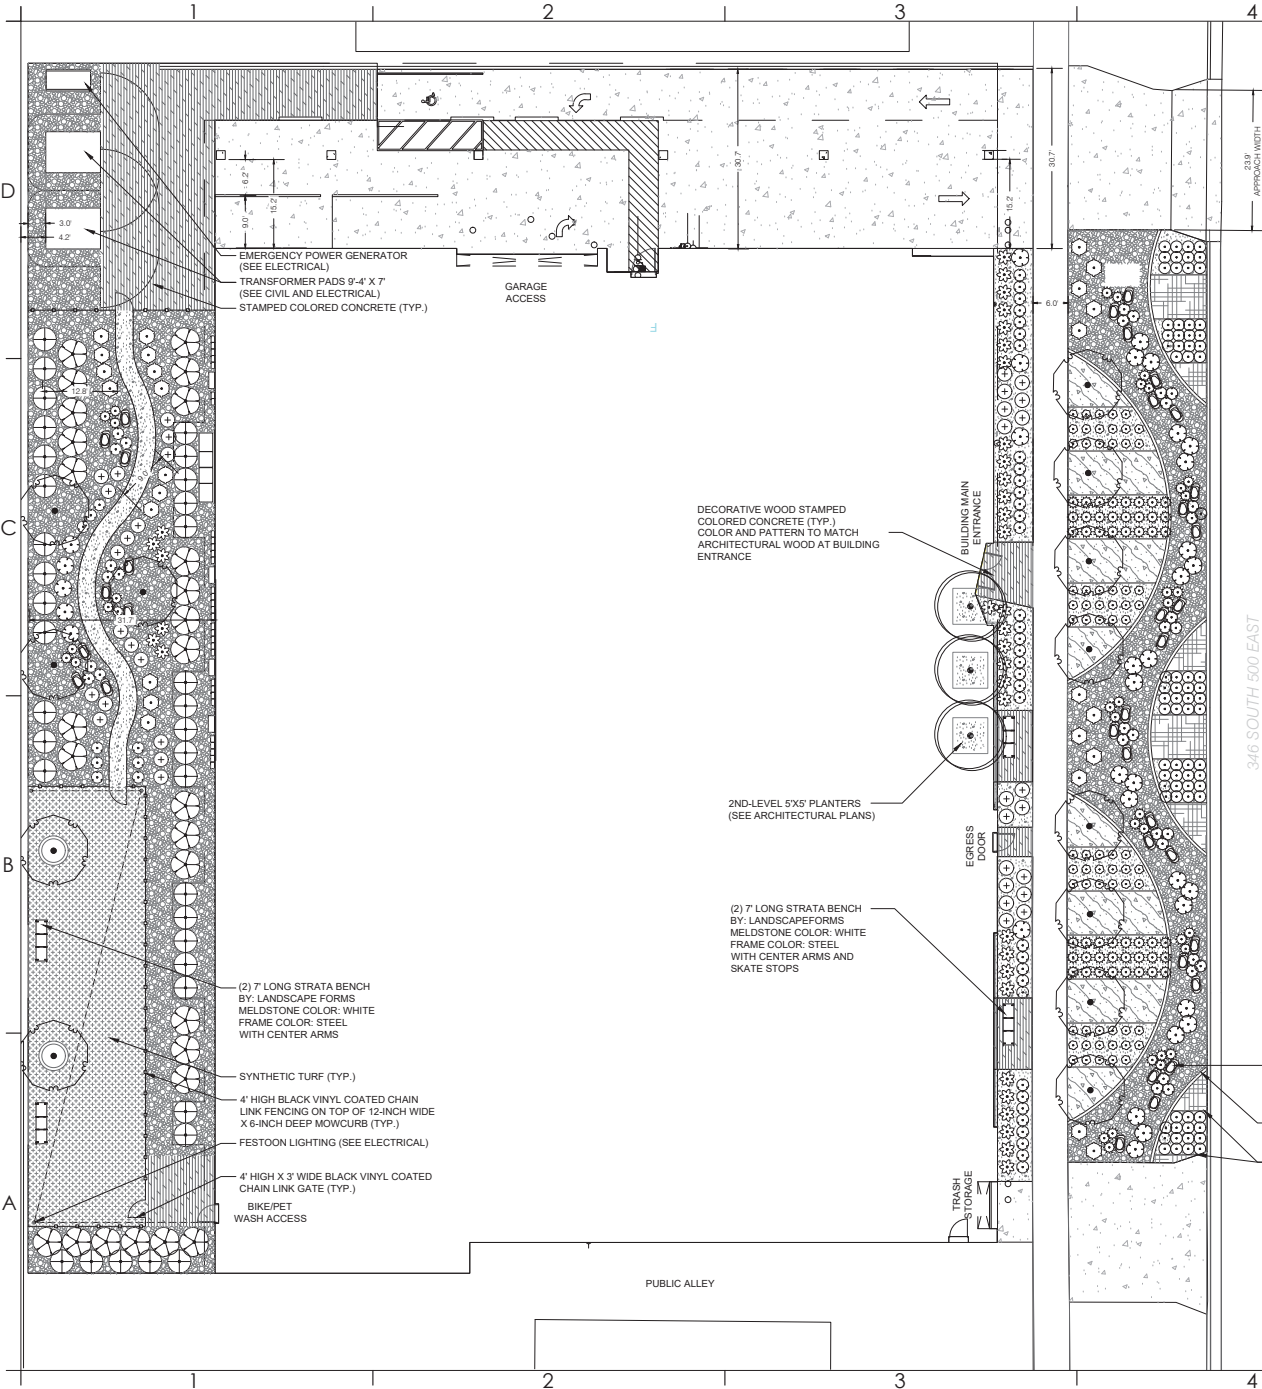 1
2
3
4
D
30.7'
30.7'
23.9'
APPROACH WIDTH
6.2'
15.2'
9.0'
15.2'
3.0'
4.2'
EMERGENCY POWER GENERATOR
(SEE ELECTRICAL)
TRANSFORMER PADS 9'-4' X 7'
(SEE CIVIL AND ELECTRICAL)
STAMPED COLORED CONCRETE (TYP.)
GARAGE
ACCESS
6.0'
12.8'
9.0'
C
DECORATIVE WOOD STAMPED
COLORED CONCRETE (TYP.)
COLOR AND PATTERN TO MATCH
ARCHITECTURAL WOOD AT BUILDING
ENTRANCE
BUILDING MAIN
ENTRANCE
31.7'
346 SOUTH 500 EAST
2ND-LEVEL 5'X5' PLANTERS
(SEE ARCHITECTURAL PLANS)
EGRESS
DOOR
B
(2) 7' LONG STRATA BENCH
BY: LANDSCAPEFORMS
MELDSTONE COLOR: WHITE
FRAME COLOR: STEEL
WITH CENTER ARMS AND
SKATE STOPS
(2) 7' LONG STRATA BENCH
BY: LANDSCAPE FORMS
MELDSTONE COLOR: WHITE
FRAME COLOR: STEEL
WITH CENTER ARMS
SYNTHETIC TURF (TYP.)
4' HIGH BLACK VINYL COATED CHAIN
LINK FENCING ON TOP OF 12-INCH WIDE
X 6-INCH DEEP MOWCURB (TYP.)
FESTOON LIGHTING (SEE ELECTRICAL)
4' HIGH X 3' WIDE BLACK VINYL COATED
CHAIN LINK GATE (TYP.)
A
BIKE/PET
WASH ACCESS
TRASH
STORAGE
PUBLIC ALLEY
1
2
3
4